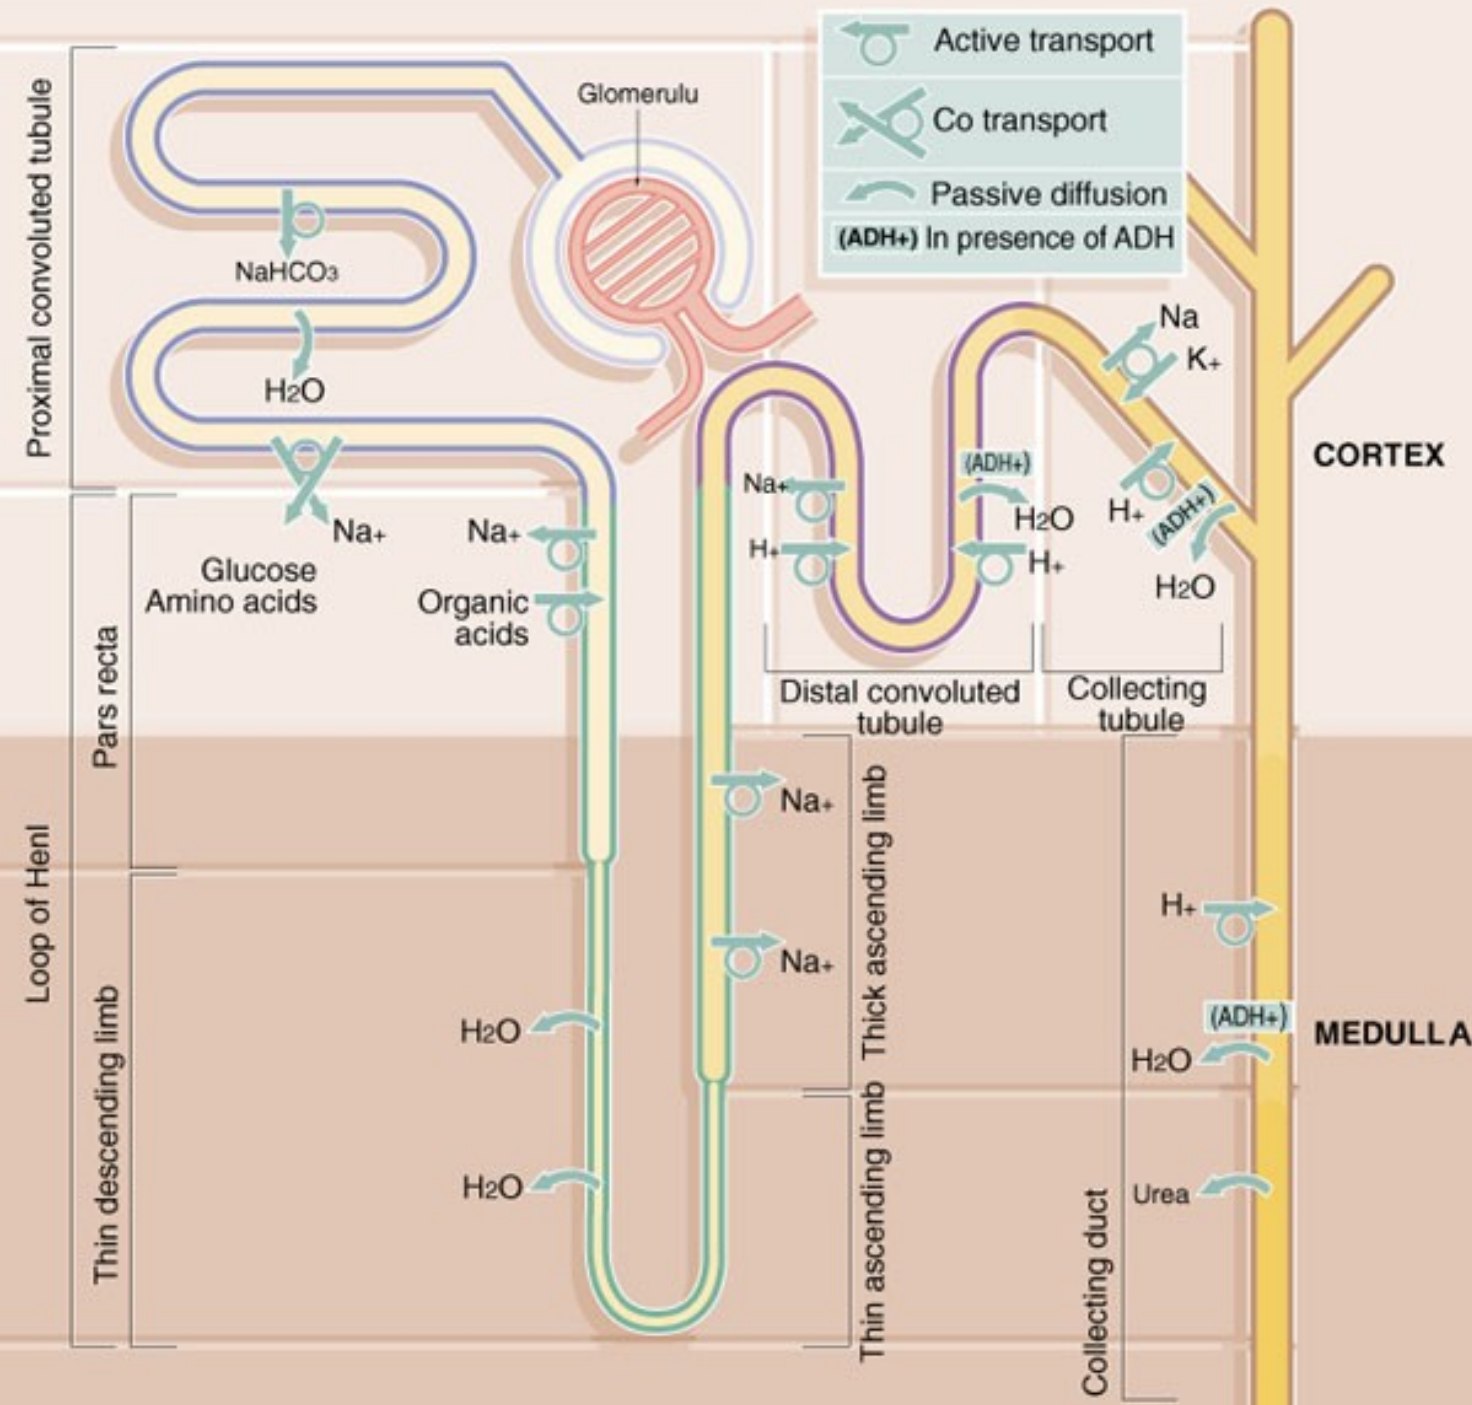 Active transport
Co transport
Passive diffusion
(ADH+) In presence of ADH
Glomerulu
Proximal convoluted tubule
NaHCO3
H2O
Na+
Glucose
Amino acids
Na+
Organic
acids
Na
K+
CORTEX
Na+
H+
(ADH+)
H2O
H+
H+
(ADH+)
H2O
Distal convoluted
tubule
Collecting
tubule
Pars recta
Loop of Henl
Thin descending limb
H2O
H2O
Na+
Na+
Thick ascending limb
Thin ascending limb
H+
(ADH+)
H2O
Urea
Collecting duct
MEDULLA